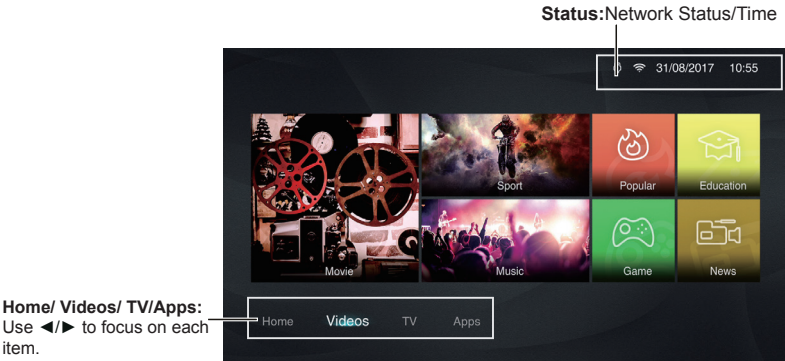 Status:Network Status/Time
31/08/2017 10:55
Sport
Popular
Education
Movie
Music
Game
News
Home/ Videos/ TV/Apps:
Use ◄/► to focus on each
item.
Home Videos TV Apps